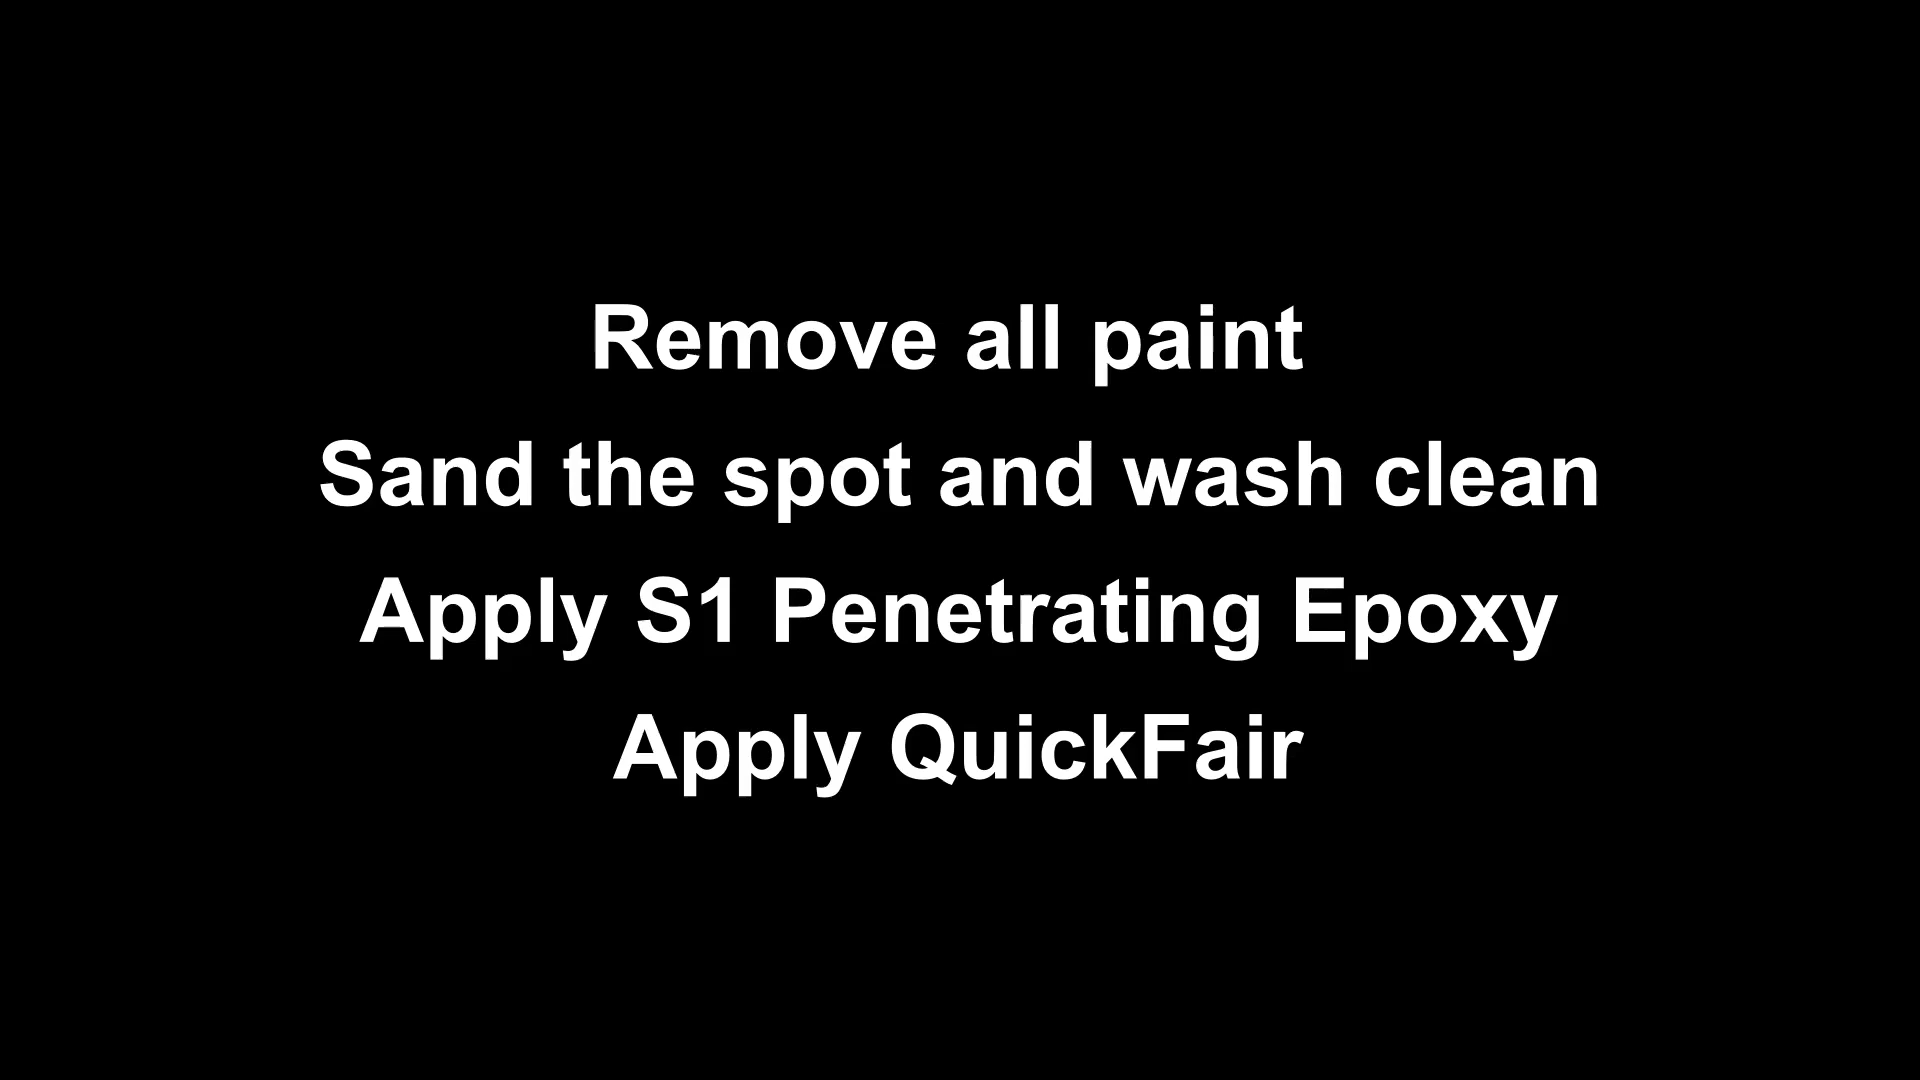 Remove all paint
Sand the spot and wash clean
Apply S1 Penetrating Epoxy
Apply QuickFair